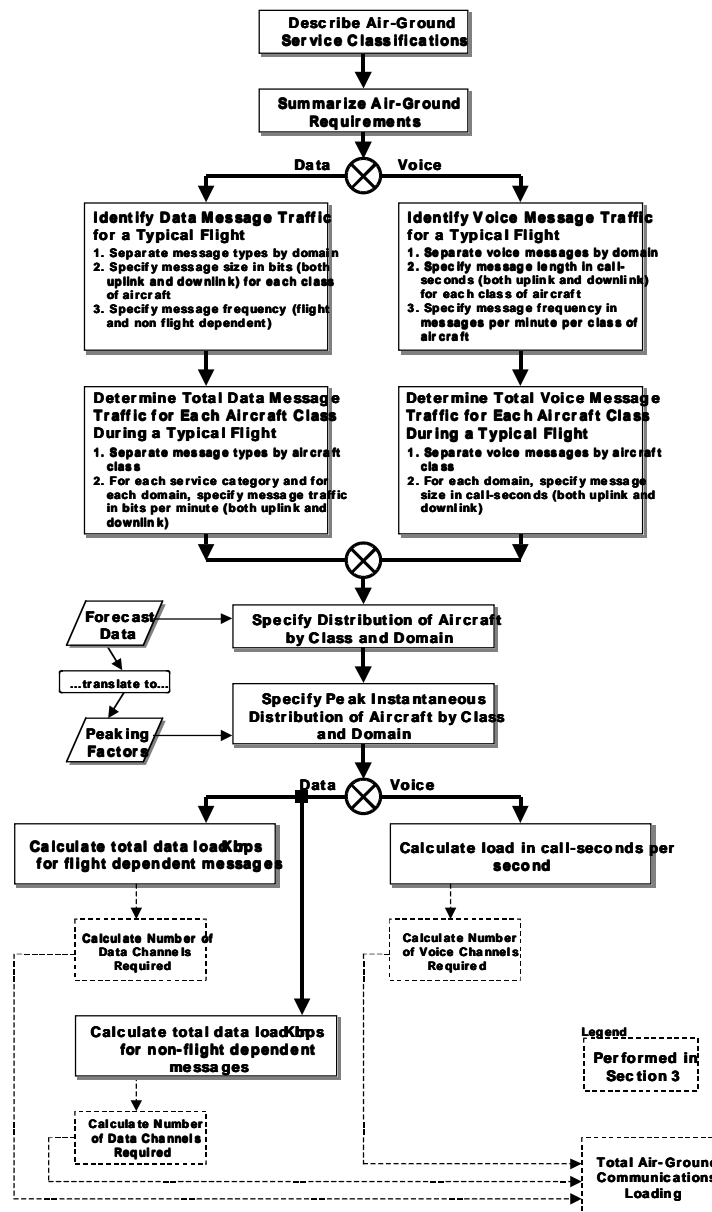 Describe Air-Ground
Service Classifications
Summarize Air-Ground
Requirements
Data
Voice
Identify Data Message Traffic
for a Typical Flight
1. Separate message types by domain
2. Specify message size in bits (both
uplink and downlink) for each class
of aircraft
3. Specify message frequency (flight
and non flight dependent)
Identify Voice Message Traffic
for a Typical Flight
1. Separate voice messages by domain
2. Specify message length in call-
seconds (both uplink and downlink)
for each class of aircraft
3. Specify message frequency in
messages per minute per class of
aircraft
Determine Total Data Message
Traffic for Each Aircraft Class
During a Typical Flight
1. Separate message types by aircraft
class
2. For each service category and for
each domain, specify message traffic
in bits per minute (both uplink and
downlink)
Determine Total Voice Message
Traffic for Each Aircraft Class
During a Typical Flight
1. Separate voice messages by aircraft
class
2. For each domain, specify message
size in call-seconds (both uplink and
downlink)
Forecast
Data
Specify Distribution of Aircraft
by Class and Domain
...translate to...
Specify Peak Instantaneous
Distribution of Aircraft by Class
and Domain
Peaking
Factors
Data
Voice
Calculate total data load Kbps
for flight dependent messages
Calculate load in call-seconds per
second
Calculate Number of
Data Channels
Required
Calculate Number
of Voice Channels
Required
Calculate total data load Kbps
for non-flight dependent
messages
Legend
Performed in
Section 3
Calculate Number
of Data Channels
Required
Total Air-Ground
Communications
Loading